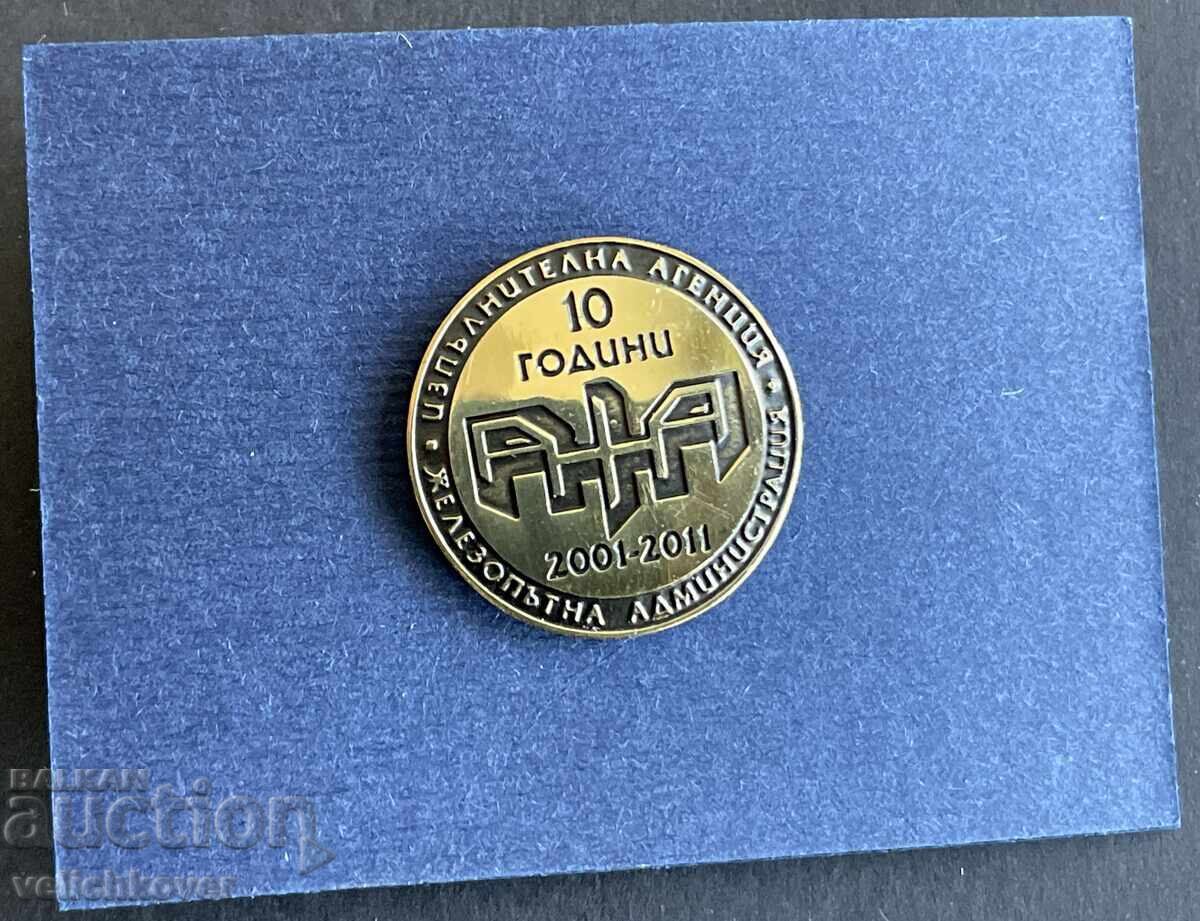 • ИЗПЪЛНИТЕЛНА АГЕНЦИЯ •
ЖЕЛЕЗОПЪТНА АДМИНИСТРАЦИЯ
10
ГОДИНИ
2001-2011
BALKAN
auction
velichkover